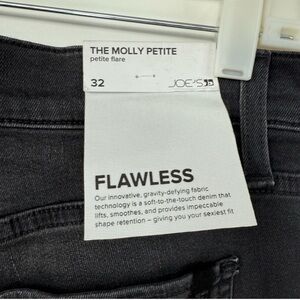 THE MOLLY PETITE
petite flare
32
JOE'S
FLAWLESS
Our innovative, gravity-defying fabric
technology is a soft-to-the-touch denim that
lifts, smoothes, and provides impeccable
shape retention – giving you your sexiest fit